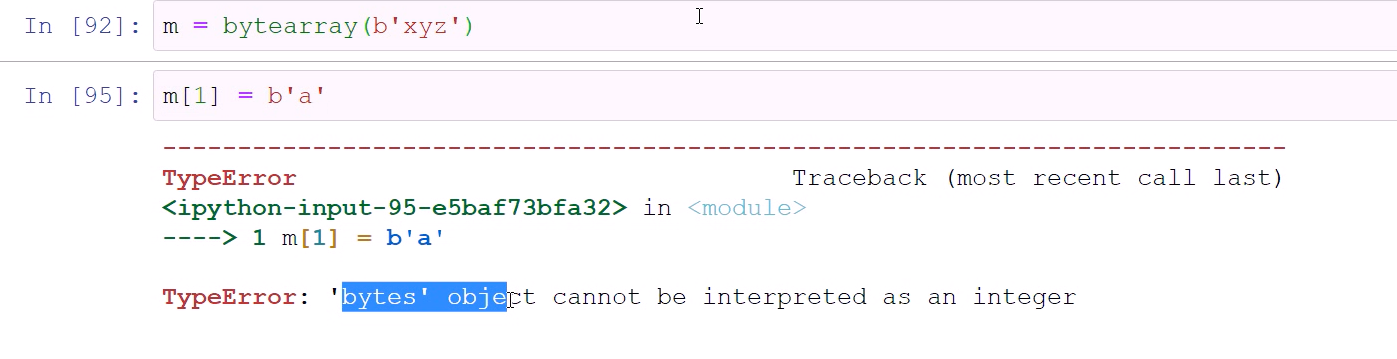 In [92]: m = bytearray(b'xyz')
In [95]: m[1] = b'a'
---------------------------------------------------------------------------
TypeError                                 Traceback (most recent call last)
<ipython-input-95-e5baf73bfa32> in <module>
----> 1 m[1] = b'a'
TypeError: 'bytes' object cannot be interpreted as an integer